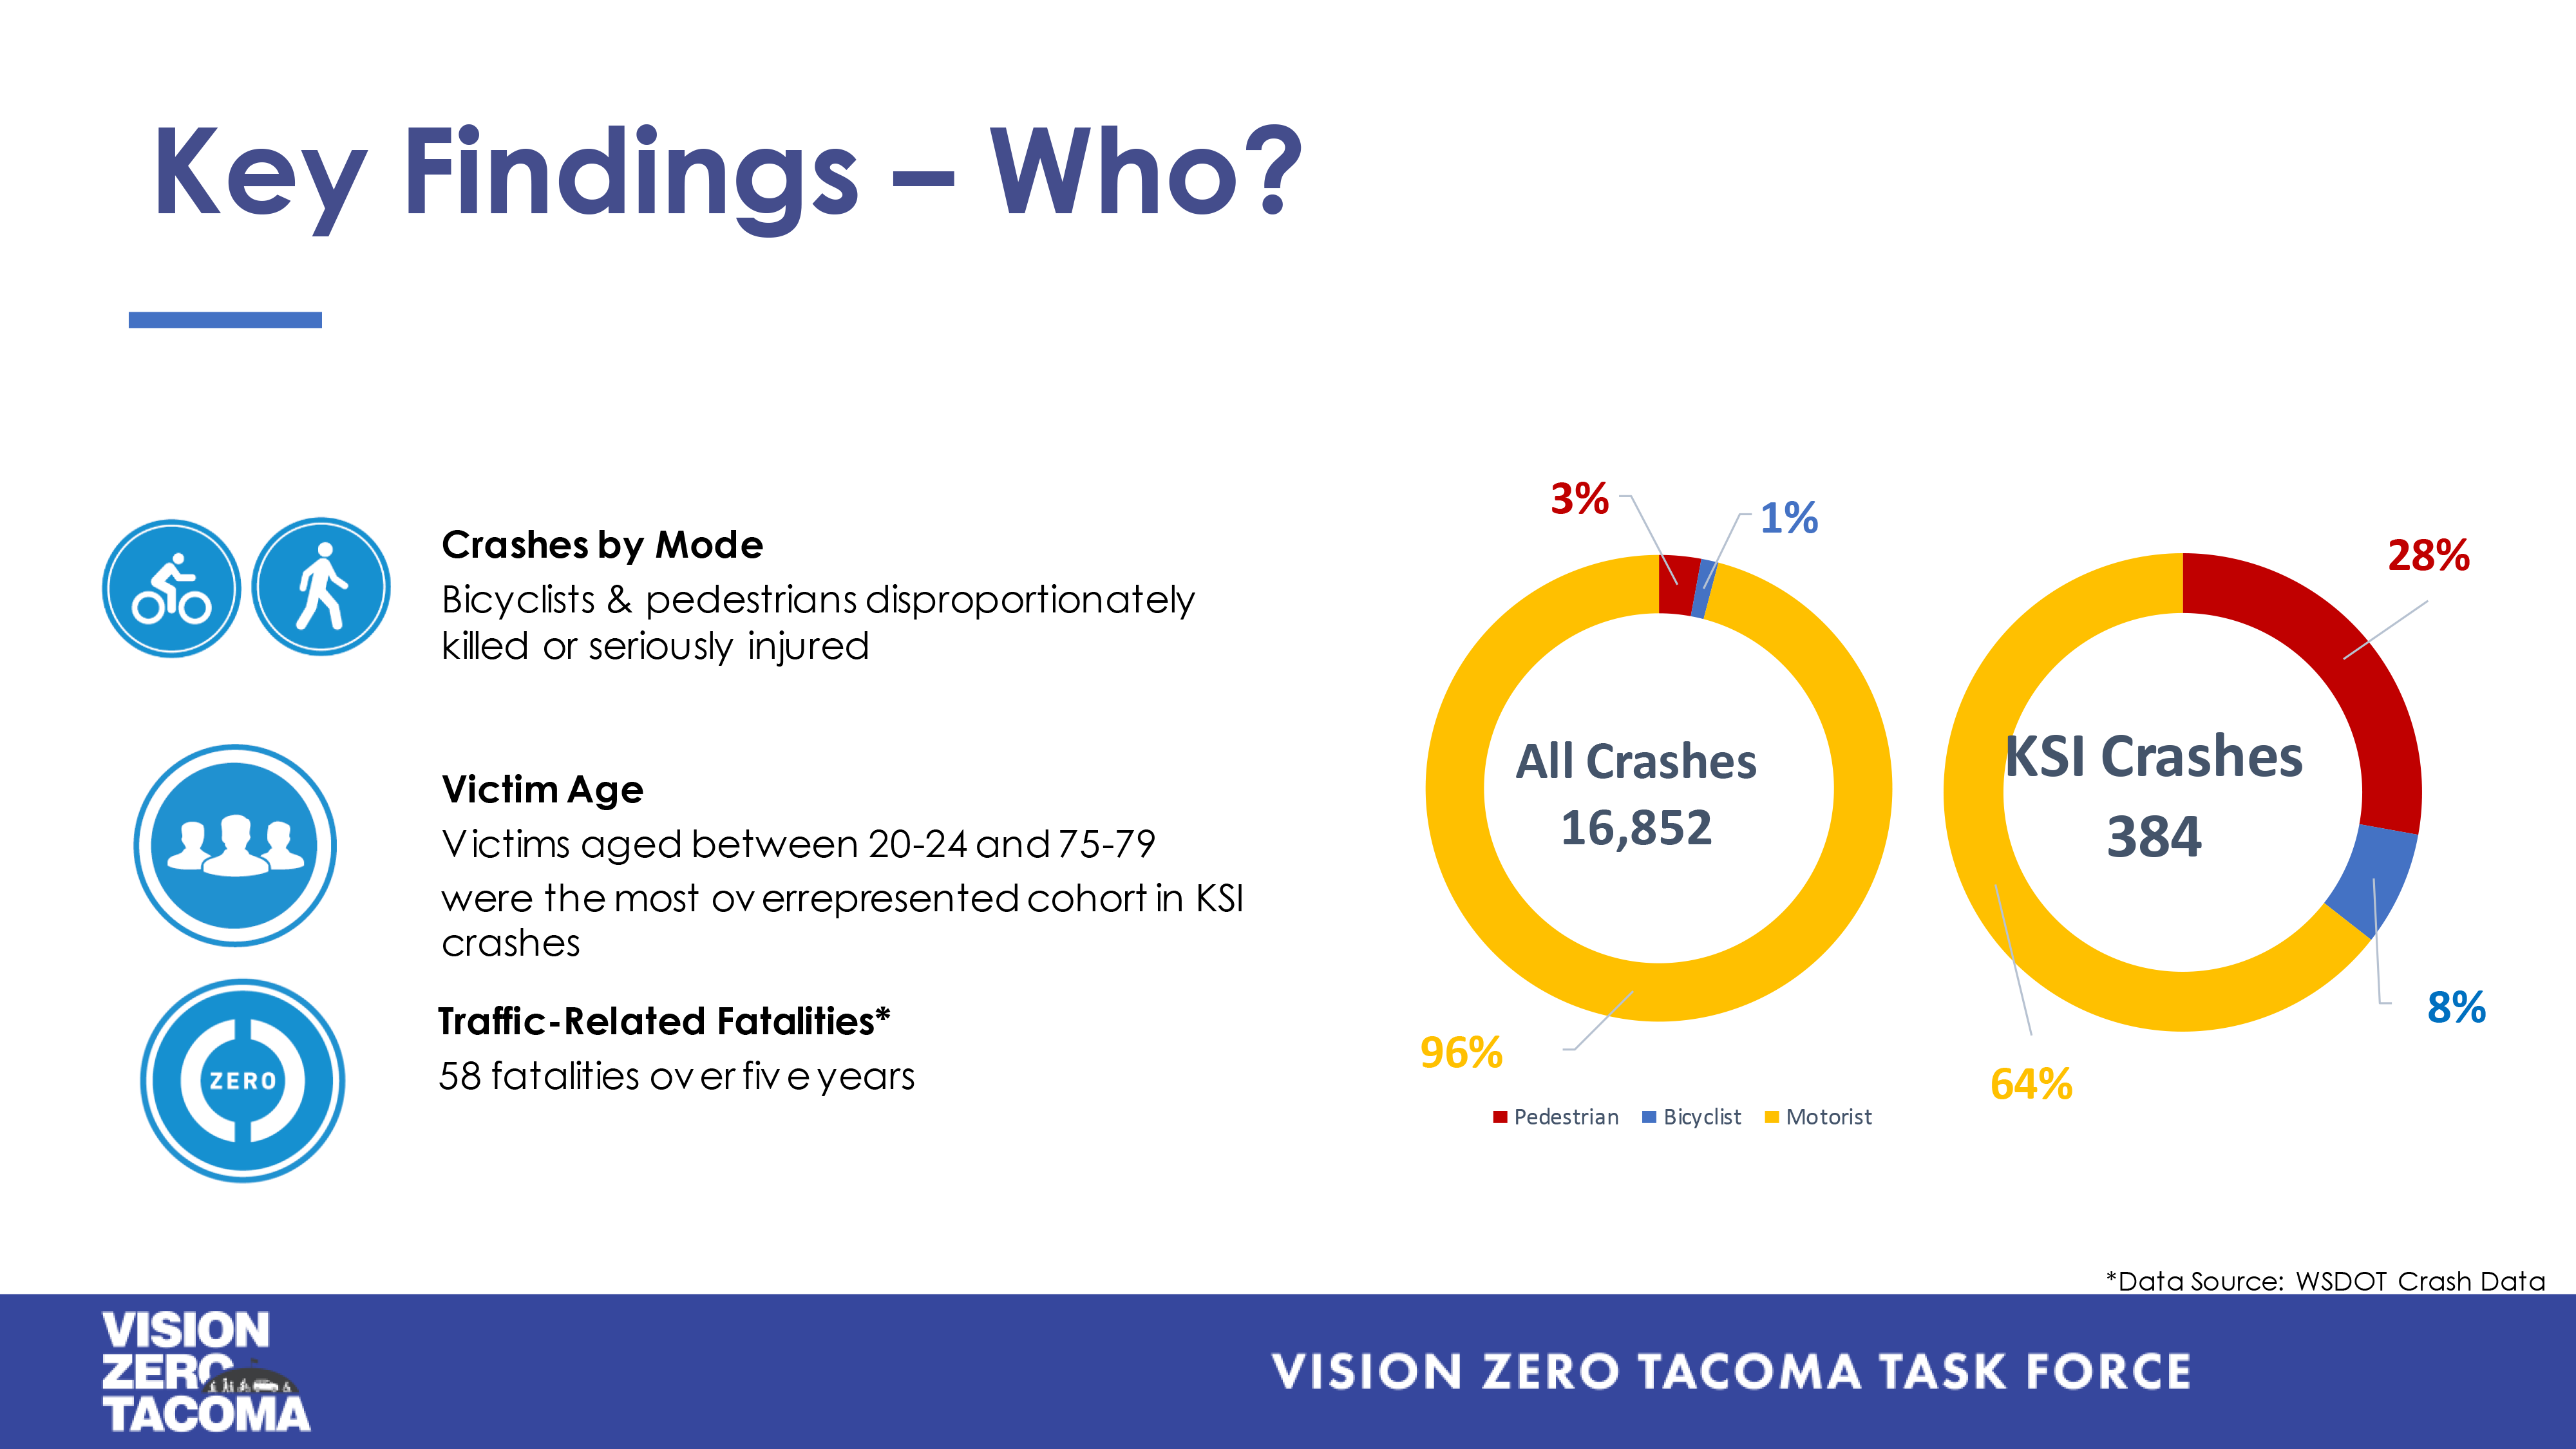 Key Findings – Who?
Crashes by Mode
Bicyclists & pedestrians disproportionately
killed or seriously injured
Victim Age
Victims aged between 20-24 and 75-79
were the most overrepresented cohort in KSI
crashes
ZERO
Traffic-Related Fatalities*
58 fatalities over five years
3%
1%
All Crashes
16,852
96%
28%
KSI Crashes
384
8%
64%
Pedestrian Bicyclist Motorist
*Data Source: WSDOT Crash Data
VISION
ZERO
TACOMA
VISION ZERO TACOMA TASK FORCE